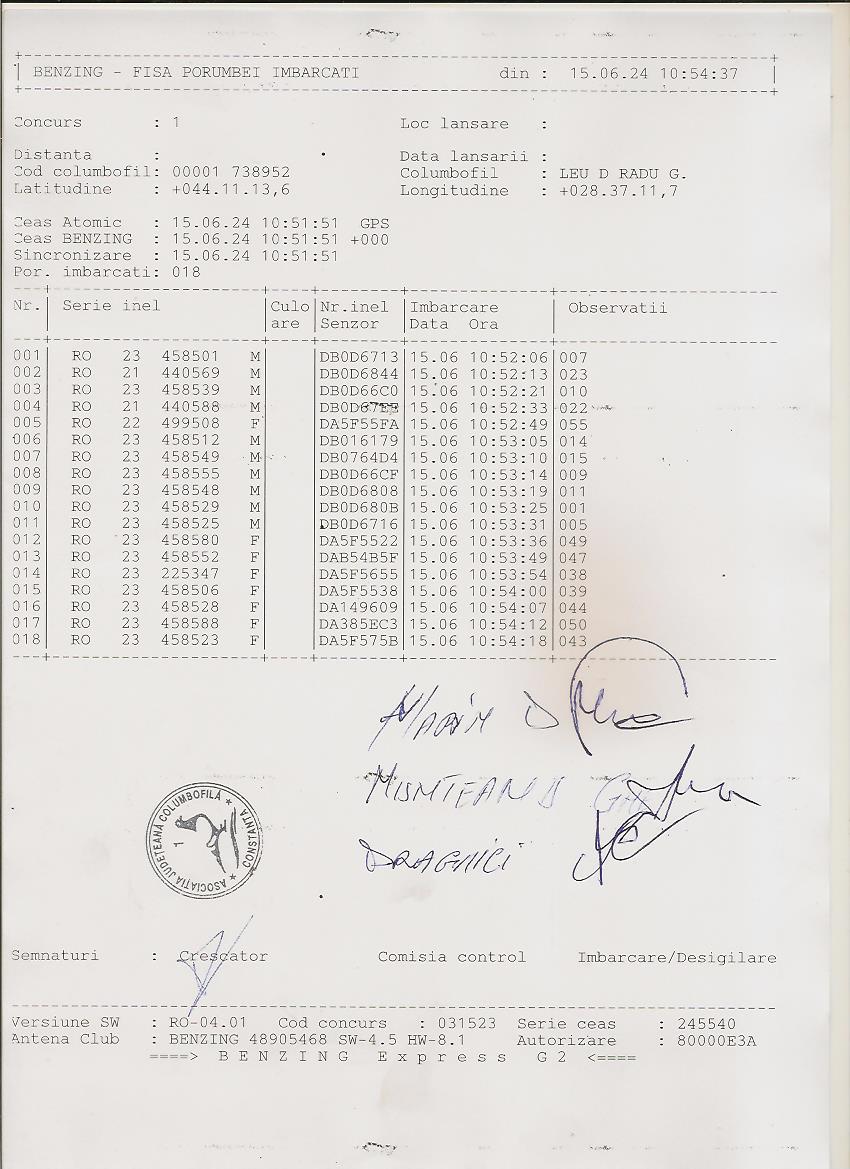 BENZING - FISA PORUMBEI IMBARCATI din : 15.06.24 10:54:37
Concurs : 1 Loc lansare :
Distanta : Data lansarii :
Cod columbofil: 00001 738952 Columbofil : LEU D RADU G.
Latitudine : +044.11.13,6 Longitudine : +028.37.11,7
Ceas Atomic : 15.06.24 10:51:51 GPS
Ceas BENZING : 15.06.24 10:51:51 +000
Sincronizare : 15.06.24 10:51:51
Por. imbarcati: 018
Nr. Serie inel Culo Nr.inel Imbarcare Observatii
are Senzor Data Ora
001 RO 23 458501 M DB0D6713 15.06 10:52:06 007
002 RO 21 440569 M DB0D6844 15.06 10:52:13 023
003 RO 23 458539 M DB0D66C0 15.06 10:52:21 010
004 RO 21 440588 M DB0D67EE 15.06 10:52:33 022
005 RO 22 499508 F DA5F55FA 15.06 10:52:49 055
006 RO 23 458512 M DB016179 15.06 10:53:05 014
007 RO 23 458549 M DB0764D4 15.06 10:53:10 015
008 RO 23 458555 M DB0D66CF 15.06 10:53:14 009
009 RO 23 458548 M DB0D6808 15.06 10:53:19 011
010 RO 23 458529 M DB0D680B 15.06 10:53:25 001
011 RO 23 458525 M DB0D6716 15.06 10:53:31 005
012 RO 23 458580 F DA5F5522 15.06 10:53:36 049
013 RO 23 458552 F DAB54B5F 15.06 10:53:49 047
014 RO 23 225347 F DA5F5655 15.06 10:53:54 038
015 RO 23 458506 F DA5F5538 15.06 10:54:00 039
016 RO 23 458528 F DA149609 15.06 10:54:07 044
017 RO 23 458588 F DA385EC3 15.06 10:54:12 050
018 RO 23 458523 F DA5F575B 15.06 10:54:18 043
MARIN D
MUNTEANU GHE
DRAGHICI
ASOCIAȚIA JUDEȚEANĂ COLUMBOFILĂ ★ CONSTANȚA ★
1
Semnaturi : Crescator Comisia control Imbarcare/Desigilare
Versiune SW : RO-04.01 Cod concurs : 031523 Serie ceas : 245540
Antena Club : BENZING 48905468 SW-4.5 HW-8.1 Autorizare : 80000E3A
====> B E N Z I N G E x p r e s s G 2 <====